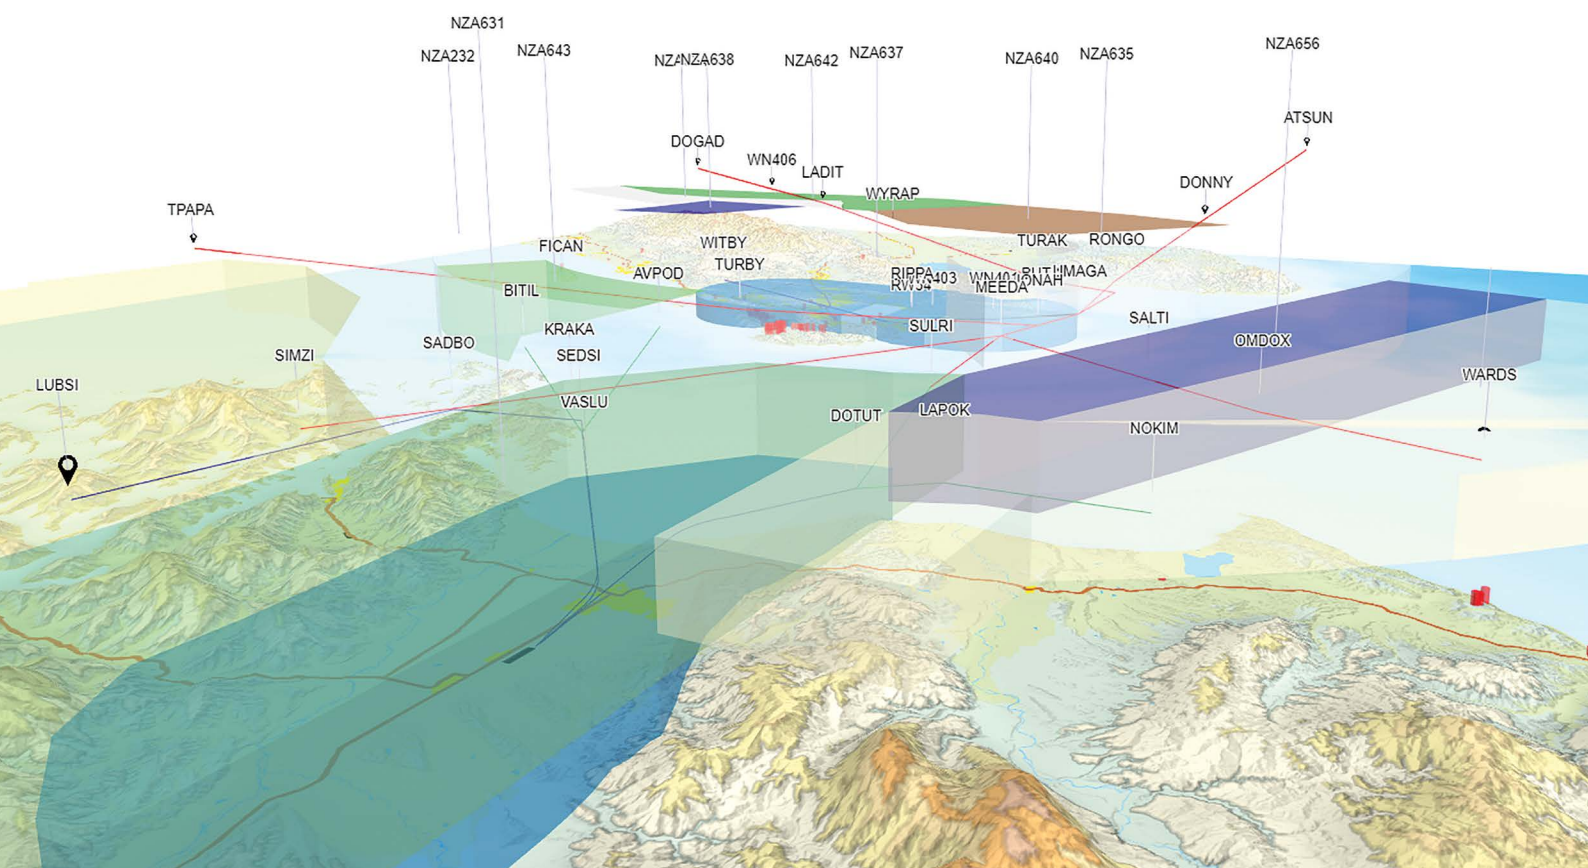 NZA631
NZA232
NZA643
NZA638
NZA642
NZA637
NZA640
NZA635
NZA656
ATSUN
DOGAD
WN406
LADIT
DONNY
WYRAP
TPAPA
FICAN
WITBY
TURAK
RONGO
TURBY
AVPOD
RIPPA
MEEDA
BITIL
KRAKA
SULRI
SALTI
SADBO
SEDSI
OMDOX
SIMZI
LUBSI
WARDS
VASLU
DOTUT
LAPOK
NOKIM